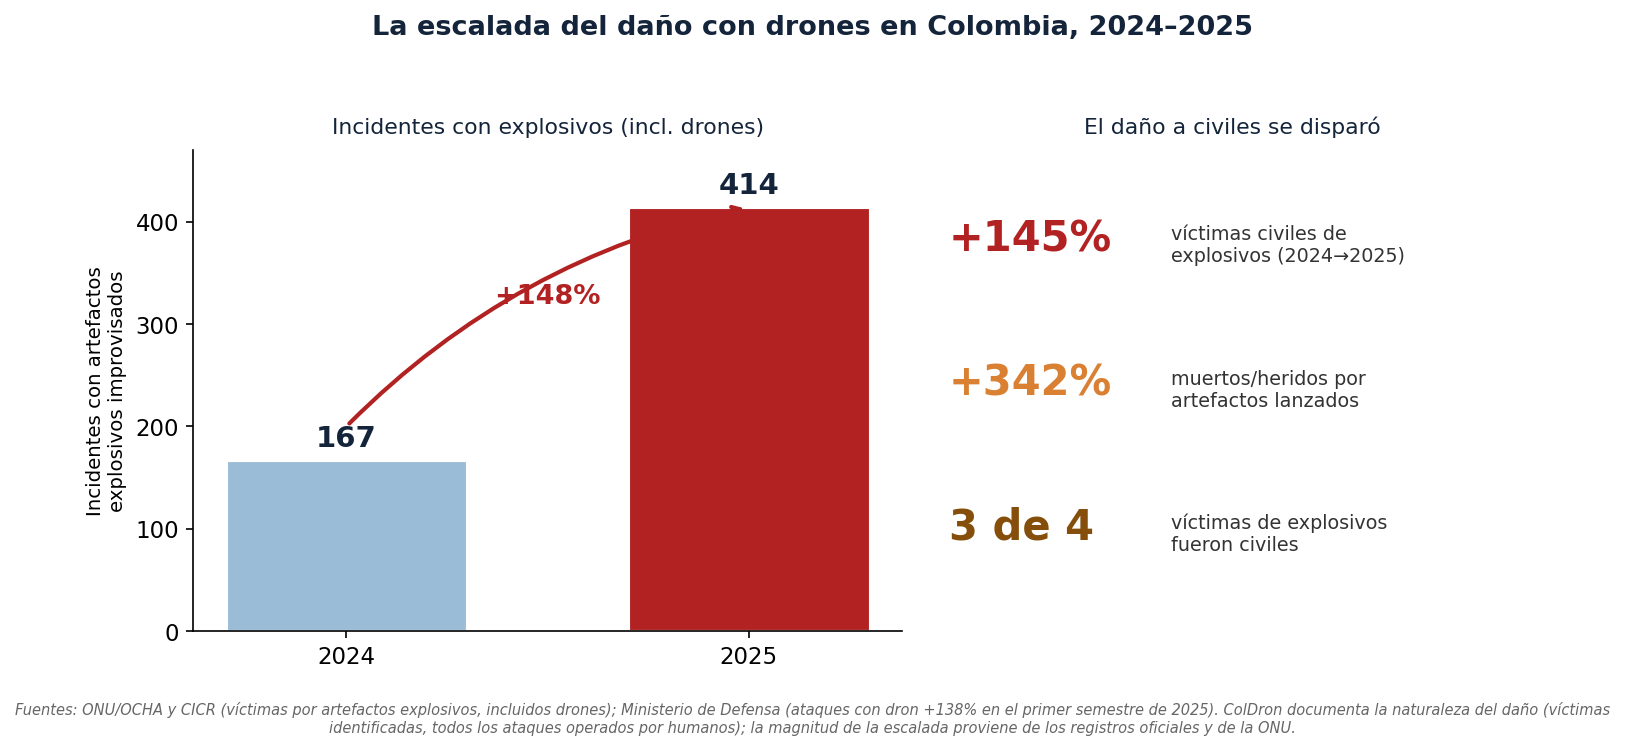 La escalada del daño con drones en Colombia, 2024–2025
Incidentes con explosivos (incl. drones)
Incidentes con artefactos
explosivos improvisados
400
300
200
100
0
414
+148%
167
2024
2025
El daño a civiles se disparó
+145%
víctimas civiles de
explosivos (2024→2025)
+342%
muertos/heridos por
artefactos lanzados
3 de 4
víctimas de explosivos
fueron civiles
Fuentes: ONU/OCHA y CICR (víctimas por artefactos explosivos, incluidos drones); Ministerio de Defensa (ataques con dron +138% en el primer semestre de 2025). ColDron documenta la naturaleza del daño (víctimas
identificadas, todos los ataques operados por humanos); la magnitud de la escalada proviene de los registros oficiales y de la ONU.